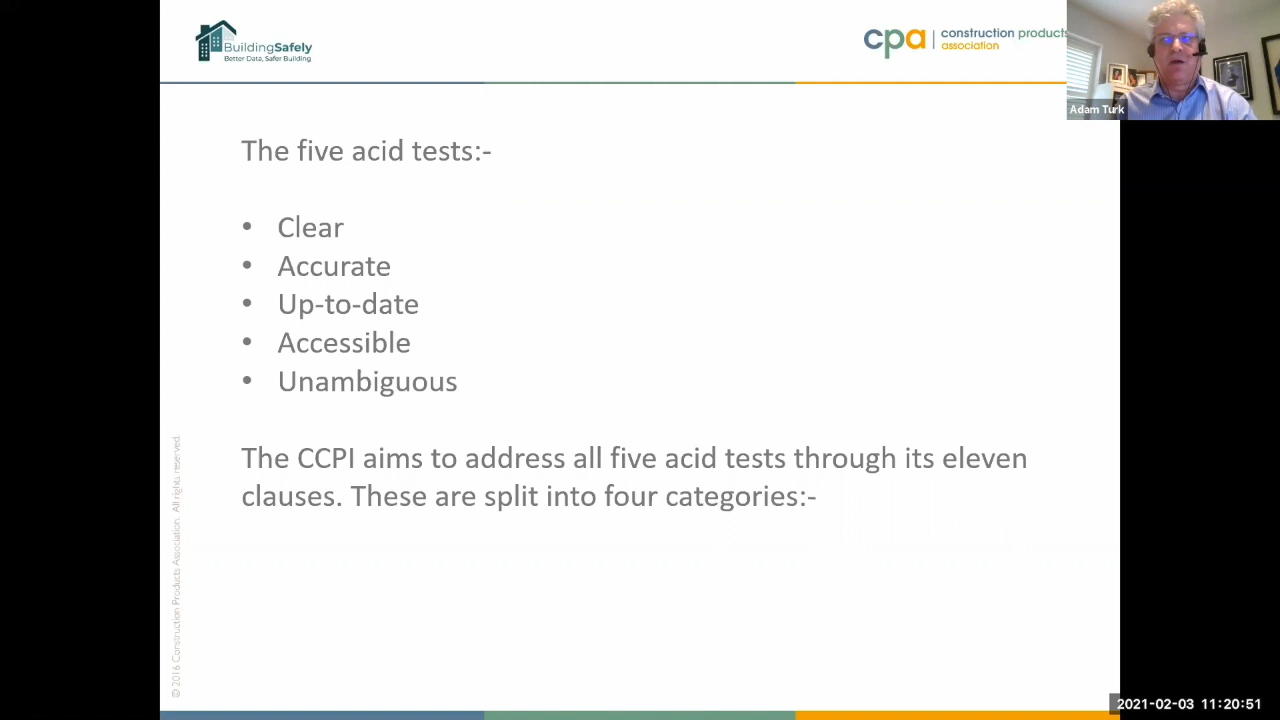 BuildingSafely
Better Data, Safer Building
cpa
construction products
association
Adam Turk
The five acid tests:-
• Clear
• Accurate
• Up-to-date
• Accessible
• Unambiguous
The CCPI aims to address all five acid tests through its eleven
clauses. These are split into four categories:-
© 2016 Construction Products Association. All rights reserved.
2021-02-03 11:20:51